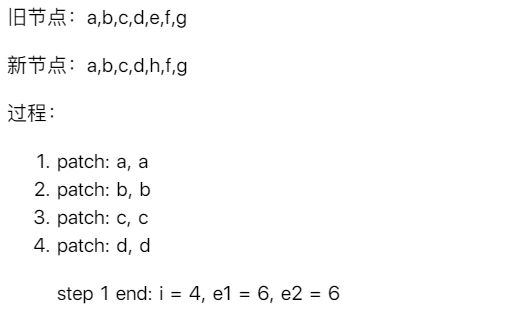 旧节点：a,b,c,d,e,f,g
新节点：a,b,c,d,h,f,g
过程：
1. patch: a, a
2. patch: b, b
3. patch: c, c
4. patch: d, d
step 1 end: i = 4, e1 = 6, e2 = 6